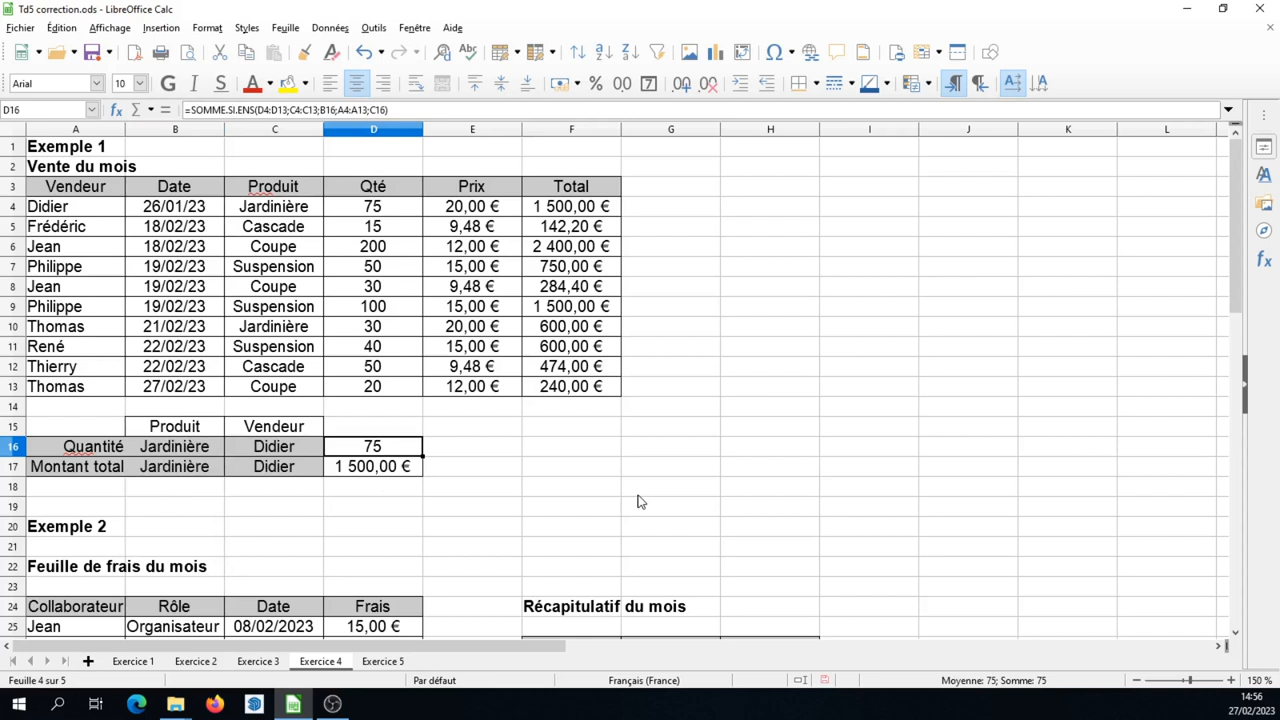 Td5 correction.ods - LibreOffice Calc
Fichier Édition Affichage Insertion Format Styles Feuille Données Outils Fenêtre Aide
Arial 10 G I S
D16 =SOMME.SI.ENS(D4:D13;C4:C13;B16;A4:A13;C16)
A B C D E F G H I J K L
1 Exemple 1
2 Vente du mois
3 Vendeur Date Produit Qté Prix Total
4 Didier 26/01/23 Jardinière 75 20,00 € 1 500,00 €
5 Frédéric 18/02/23 Cascade 15 9,48 € 142,20 €
6 Jean 18/02/23 Coupe 200 12,00 € 2 400,00 €
7 Philippe 19/02/23 Suspension 50 15,00 € 750,00 €
8 Jean 19/02/23 Coupe 30 9,48 € 284,40 €
9 Philippe 19/02/23 Suspension 100 15,00 € 1 500,00 €
10 Thomas 21/02/23 Jardinière 30 20,00 € 600,00 €
11 René 22/02/23 Suspension 40 15,00 € 600,00 €
12 Thierry 22/02/23 Cascade 50 9,48 € 474,00 €
13 Thomas 27/02/23 Coupe 20 12,00 € 240,00 €
14
15 Produit Vendeur
16 Quantité Jardinière Didier 75
17 Montant total Jardinière Didier 1 500,00 €
18
19
20 Exemple 2
21
22 Feuille de frais du mois
23
24 Collaborateur Rôle Date Frais Récapitulatif du mois
25 Jean Organisateur 08/02/2023 15,00 €
Exercice 1 Exercice 2 Exercice 3 Exercice 4 Exercice 5
Feuille 4 sur 5 Par défaut Français (France) Moyenne: 75; Somme: 75 150 %
14:56
27/02/2023